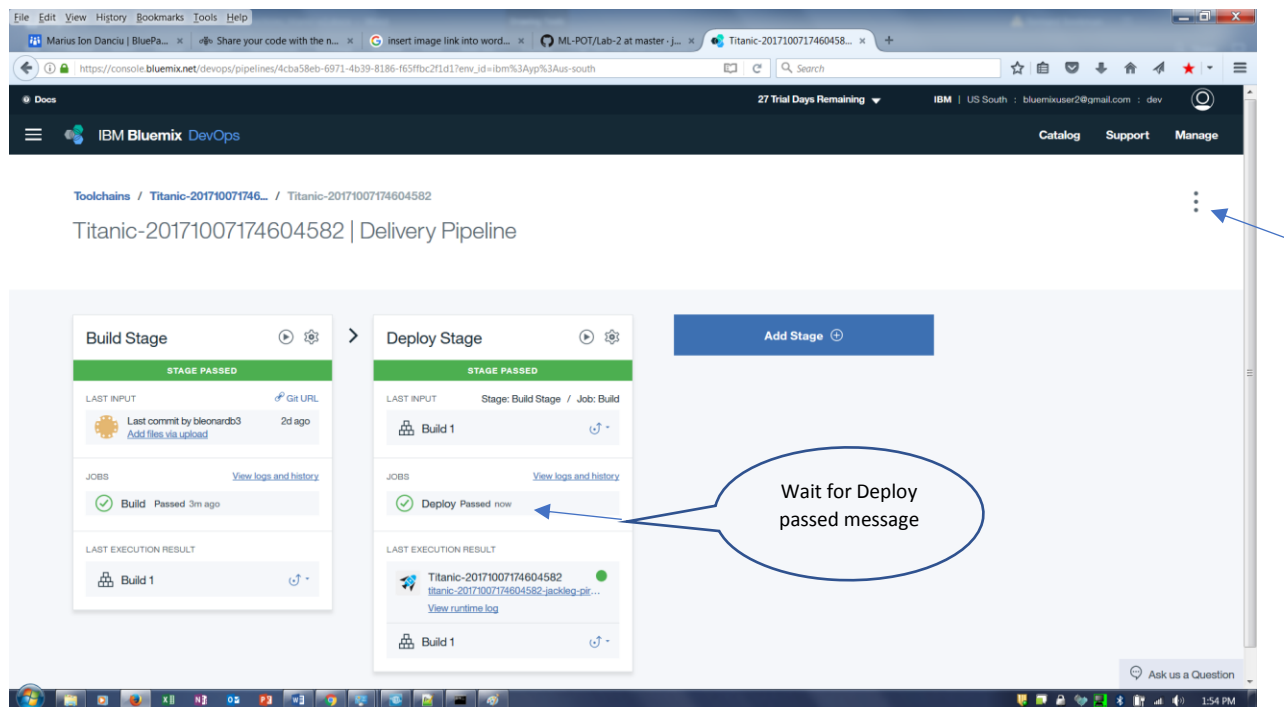 File Edit View History Bookmarks Tools Help
Marius Ion Danciu | BluePa... × Share your code with the n... × insert image link into word... × ML-POT/Lab-2 at master · j... × Titanic-2017100717460458... × +
https://console.bluemix.net/devops/pipelines/4cba58eb-6971-4b39-8186-f65ffbc2f1d1?env_id=ibm%3Ayp%3Aus-south Search
Docs 27 Trial Days Remaining IBM | US South : bluemixuser2@gmail.com : dev
IBM Bluemix DevOps Catalog Support Manage
Toolchains / Titanic-201710071746... / Titanic-20171007174604582
Titanic-20171007174604582 | Delivery Pipeline
Build Stage
STAGE PASSED
LAST INPUT Git URL
Last commit by bleonardb3 2d ago
Add files via upload
JOBS View logs and history
Build Passed 3m ago
LAST EXECUTION RESULT
Build 1
Deploy Stage
STAGE PASSED
LAST INPUT Stage: Build Stage / Job: Build
Build 1
JOBS View logs and history
Deploy Passed now
LAST EXECUTION RESULT
Titanic-20171007174604582
titanic-20171007174604582-jackleg-pir...
View runtime log
Build 1
Add Stage
Wait for Deploy
passed message
Ask us a Question
1:54 PM